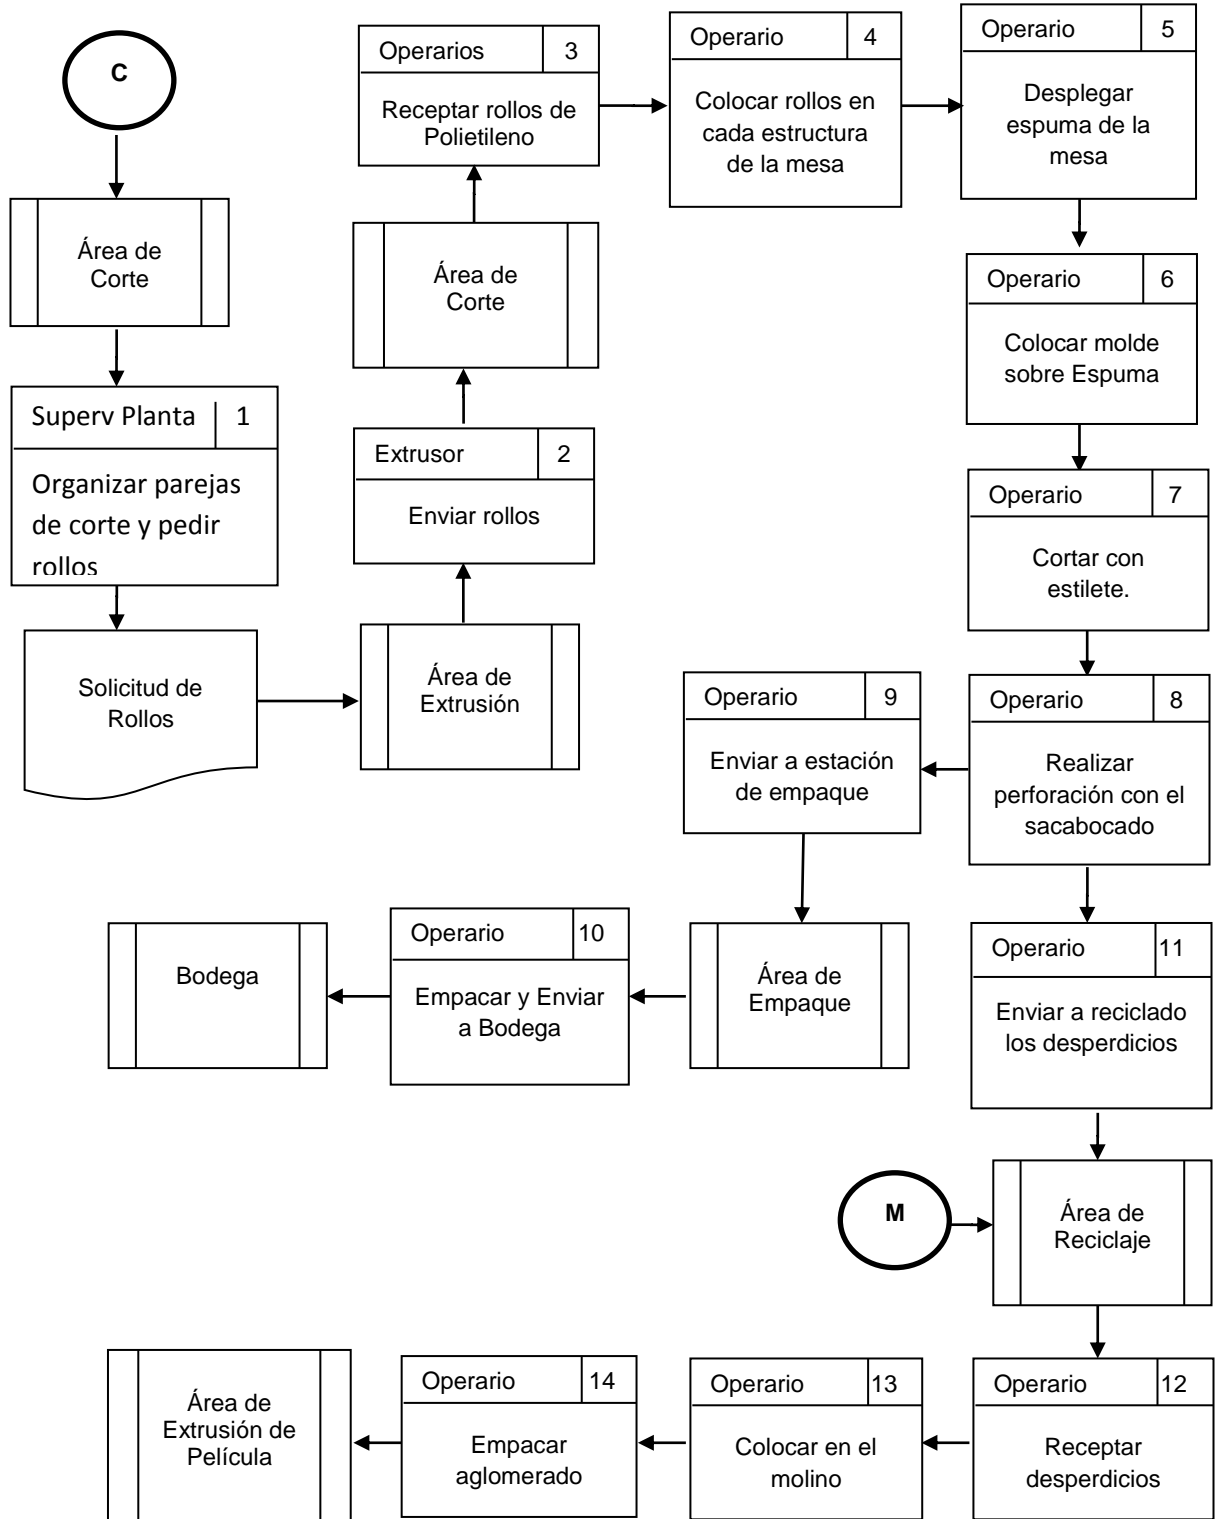 C
Área de
Corte
Superv Planta 1
Organizar parejas
de corte y pedir
rollos
Solicitud de
Rollos
Área de
Extrusión
Extrusor 2
Enviar rollos
Área de
Corte
Operarios 3
Receptar rollos de
Polietileno
Operario 4
Colocar rollos en
cada estructura
de la mesa
Operario 5
Desplegar
espuma de la
mesa
Operario 6
Colocar molde
sobre Espuma
Operario 7
Cortar con
estilete.
Operario 8
Realizar
perforación con el
sacabocado
Operario 9
Enviar a estación
de empaque
Área de
Empaque
Operario 10
Empacar y Enviar
a Bodega
Bodega
Operario 11
Enviar a reciclado
los desperdicios
M
Área de
Reciclaje
Operario 12
Receptar
desperdicios
Operario 13
Colocar en el
molino
Operario 14
Empacar
aglomerado
Área de
Extrusión de
Película